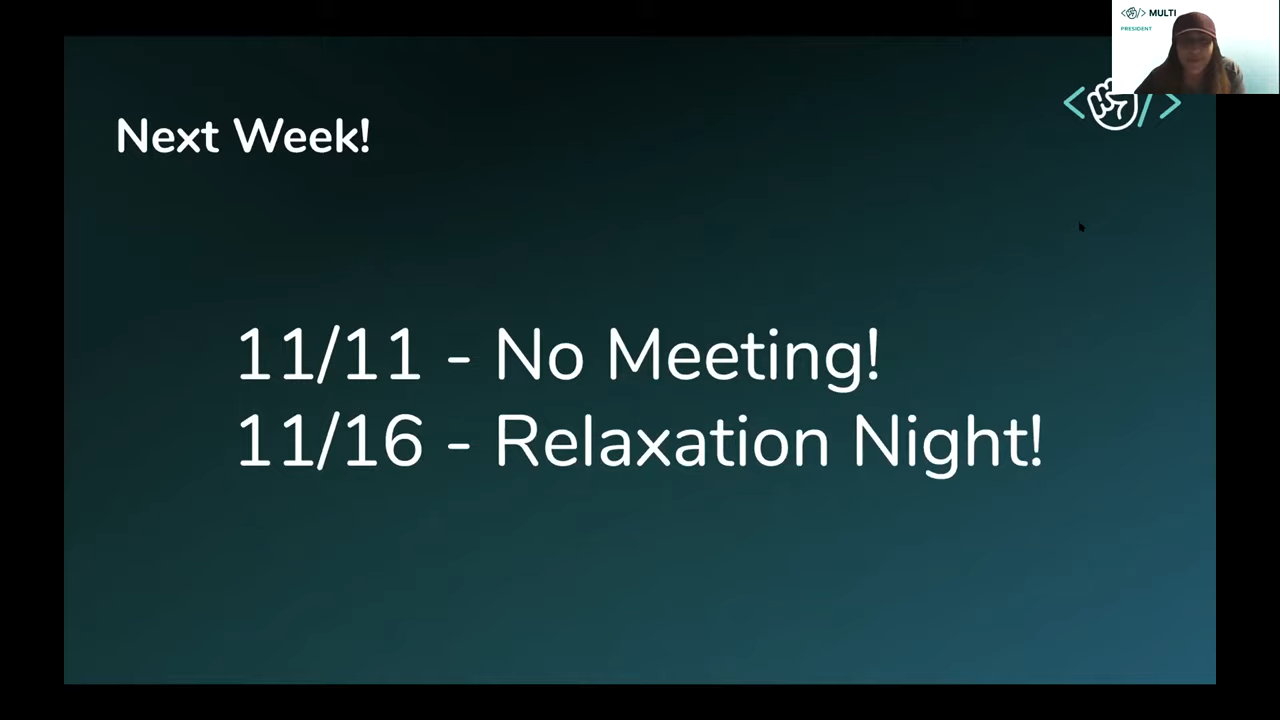 MULTI
PRESIDENT
Next Week!
11/11 - No Meeting!
11/16 - Relaxation Night!